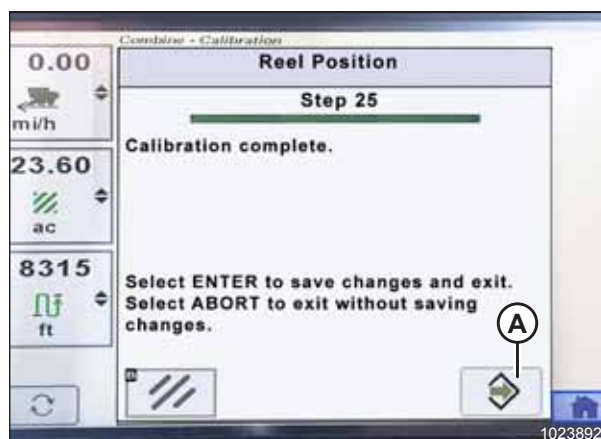 Combine - Calibration
0.00
mi/h
23.60
ac
8315
ft
Reel Position
Step 25
Calibration complete.
Select ENTER to save changes and exit.
Select ABORT to exit without saving
changes.
A
1023892